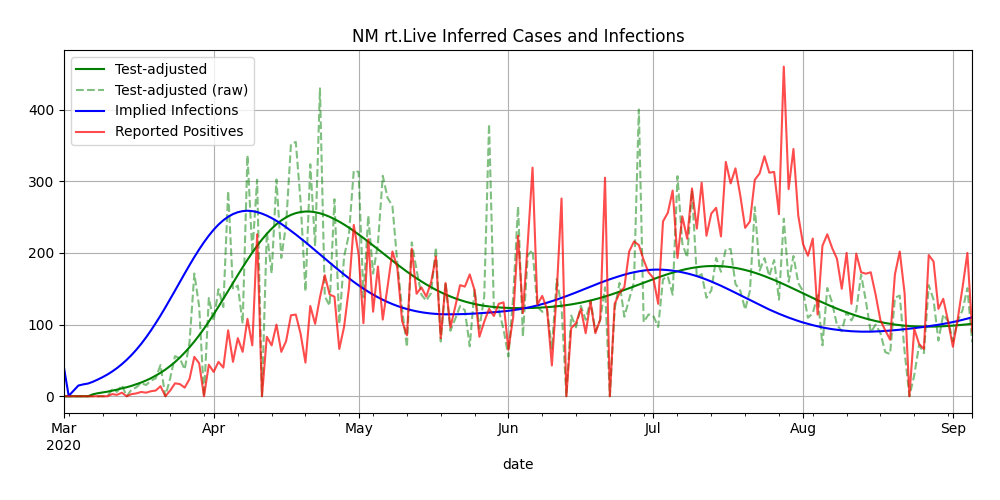 NM rt.Live Inferred Cases and Infections
Test-adjusted
Test-adjusted (raw)
Implied Infections
Reported Positives
400
300
200
100
0
Mar Apr May Jun Jul Aug Sep
2020
date